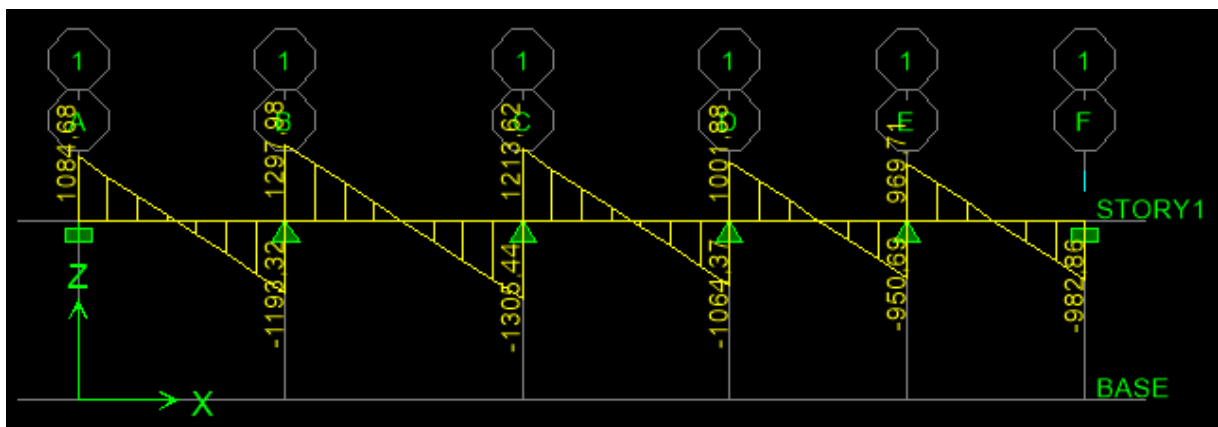 1 1 1 1 1 1
A B C D E F
1084,68 1297,98 1213,62 1001,88 969,71
STORY1
-1193,32 -1305,44 -1064,37 -950,69 -982,86
Z
X
BASE